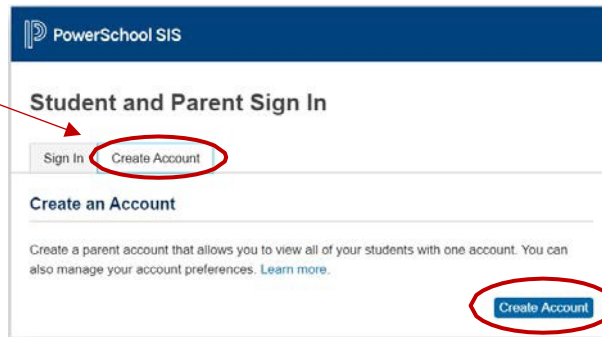 PowerSchool SIS
Student and Parent Sign In
Sign In Create Account
Create an Account
Create a parent account that allows you to view all of your students with one account. You can
also manage your account preferences. Learn more.
Create Account